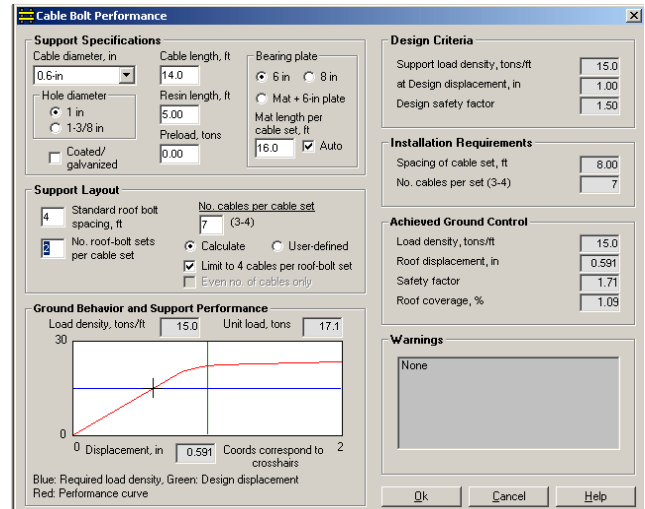 Cable Bolt Performance
Support Specifications
Cable diameter, in
0.6-in
Cable length, ft
14.0
Hole diameter
1 in
1-3/8 in
Resin length, ft
5.00
Preload, tons
0.00
Coated/
galvanized
Bearing plate
6 in 8 in
Mat + 6-in plate
Mat length per
cable set, ft
16.0 Auto
Support Layout
4 Standard roof bolt
spacing, ft
2 No. roof-bolt sets
per cable set
No. cables per cable set
7 (3-4)
Calculate User-defined
Limit to 4 cables per roof-bolt set
Even no. of cables only
Ground Behavior and Support Performance
Load density, tons/ft 15.0 Unit load, tons 17.1
30
0
0 Displacement, in 0.591 Coords correspond to
crosshairs
2
Blue: Required load density, Green: Design displacement
Red: Performance curve
Design Criteria
Support load density, tons/ft 15.0
at Design displacement, in 1.00
Design safety factor 1.50
Installation Requirements
Spacing of cable set, ft 8.00
No. cables per set (3-4) 7
Achieved Ground Control
Load density, tons/ft 15.0
Roof displacement, in 0.591
Safety factor 1.71
Roof coverage, % 1.09
Warnings
None
Ok Cancel Help